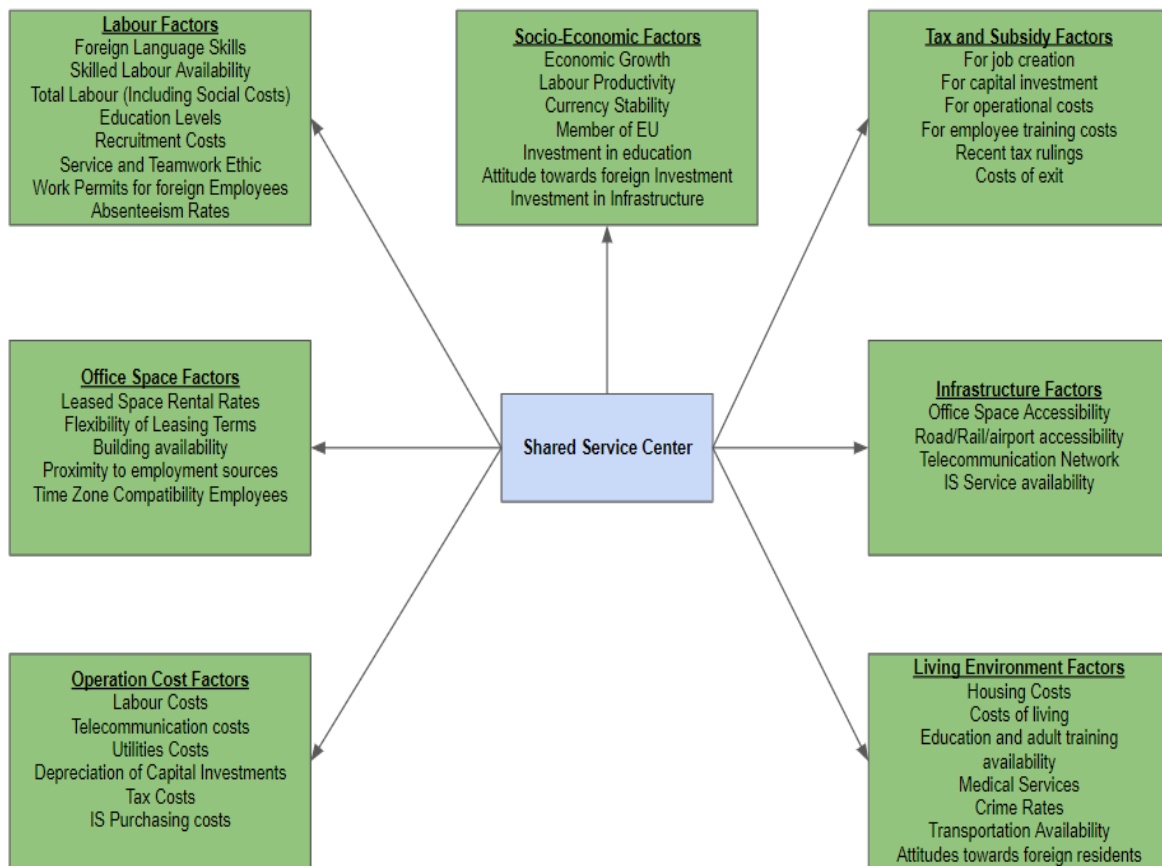 Labour Factors
Foreign Language Skills
Skilled Labour Availability
Total Labour (Including Social Costs)
Education Levels
Recruitment Costs
Service and Teamwork Ethic
Work Permits for foreign Employees
Absenteeism Rates
Socio-Economic Factors
Economic Growth
Labour Productivity
Currency Stability
Member of EU
Investment in education
Attitude towards foreign Investment
Investment in Infrastructure
Tax and Subsidy Factors
For job creation
For capital investment
For operational costs
For employee training costs
Recent tax rulings
Costs of exit
Office Space Factors
Leased Space Rental Rates
Flexibility of Leasing Terms
Building availability
Proximity to employment sources
Time Zone Compatibility Employees
Shared Service Center
Infrastructure Factors
Office Space Accessibility
Road/Rail/airport accessibility
Telecommunication Network
IS Service availability
Operation Cost Factors
Labour Costs
Telecommunication costs
Utilities Costs
Depreciation of Capital Investments
Tax Costs
IS Purchasing costs
Living Environment Factors
Housing Costs
Costs of living
Education and adult training
availability
Medical Services
Crime Rates
Transportation Availability
Attitudes towards foreign residents